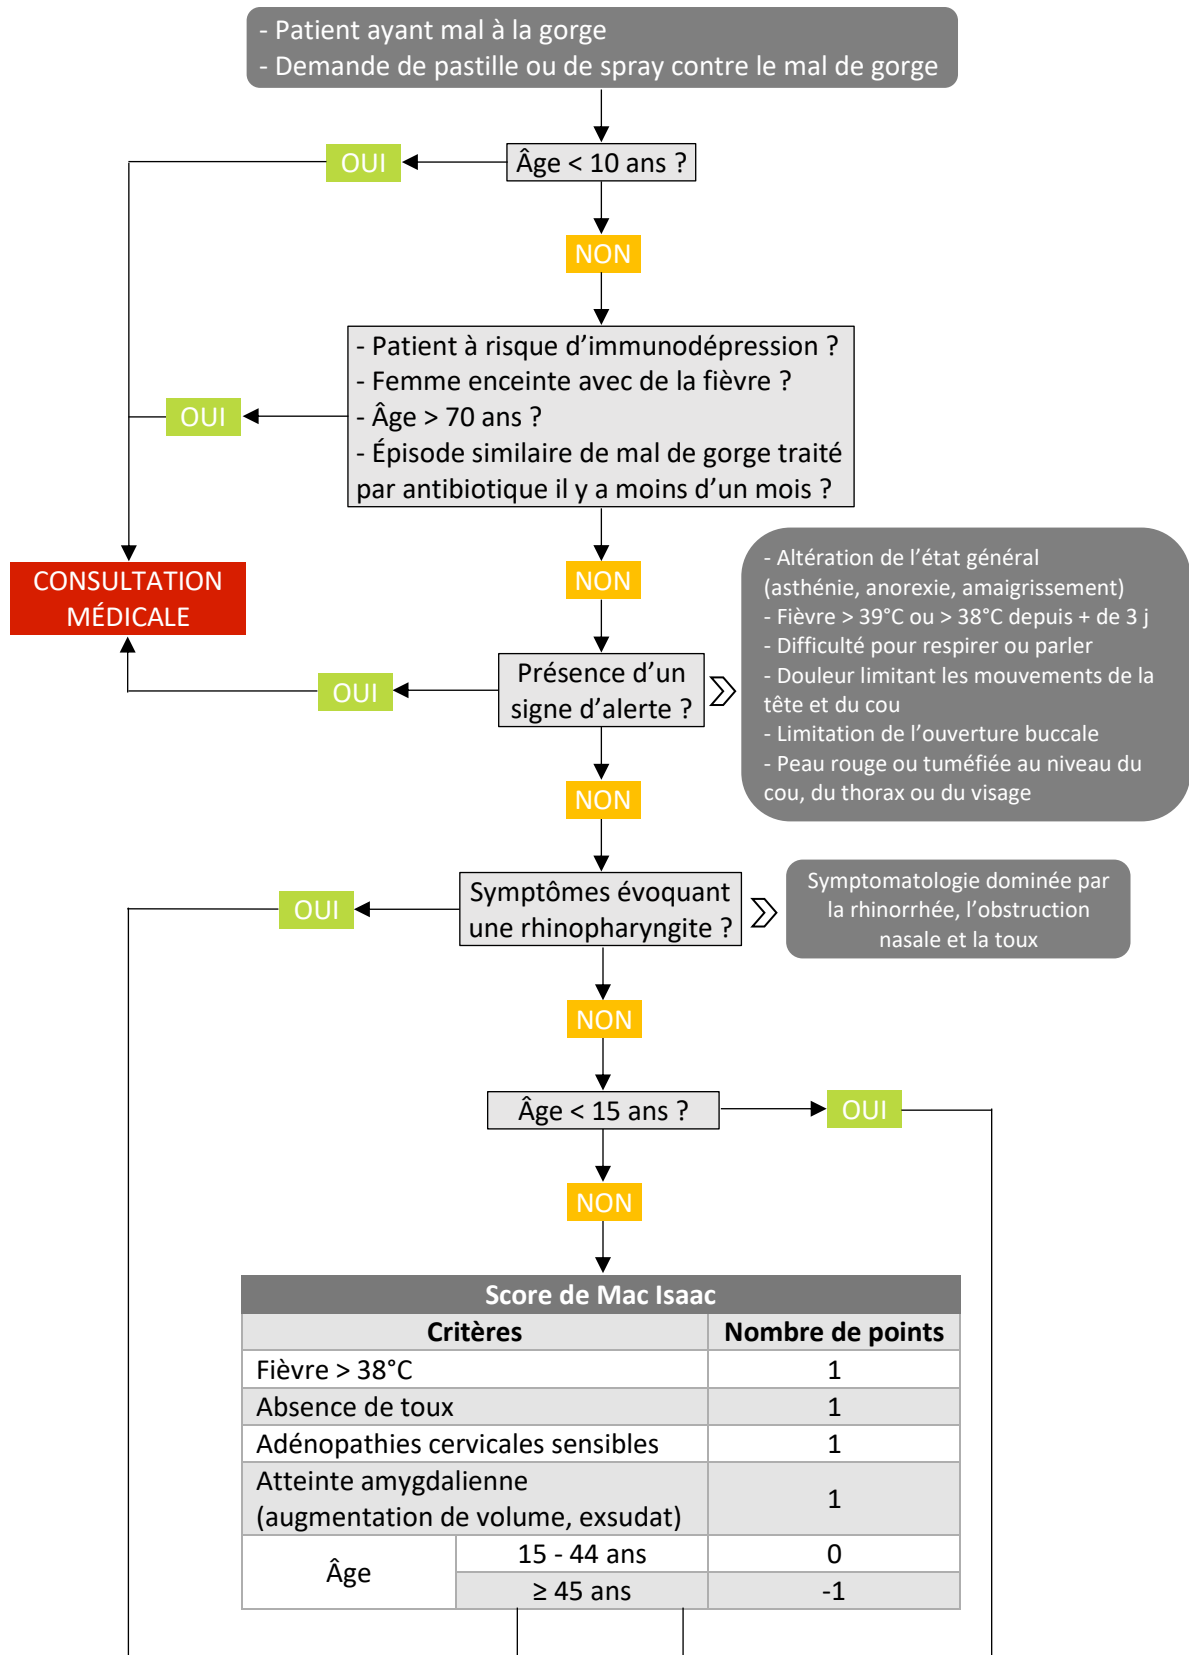 - Patient ayant mal à la gorge
- Demande de pastille ou de spray contre le mal de gorge
OUI
Âge < 10 ans ?
NON
- Patient à risque d’immunodépression ?
- Femme enceinte avec de la fièvre ?
- Âge > 70 ans ?
- Épisode similaire de mal de gorge traité
par antibiotique il y a moins d’un mois ?
OUI
CONSULTATION
MÉDICALE
NON
- Altération de l’état général
(asthénie, anorexie, amaigrissement)
- Fièvre > 39°C ou > 38°C depuis + de 3 j
- Difficulté pour respirer ou parler
- Douleur limitant les mouvements de la
tête et du cou
- Limitation de l’ouverture buccale
- Peau rouge ou tuméfiée au niveau du
cou, du thorax ou du visage
OUI
Présence d’un
signe d’alerte ?
NON
OUI
Symptômes évoquant
une rhinopharyngite ?
Symptomatologie dominée par
la rhinorrhée, l’obstruction
nasale et la toux
NON
Âge < 15 ans ?
OUI
NON
Score de Mac Isaac
Critères Nombre de points
Fièvre > 38°C 1
Absence de toux 1
Adénopathies cervicales sensibles 1
Atteinte amygdalienne
(augmentation de volume, exsudat) 1
Âge 15 - 44 ans 0
≥ 45 ans -1